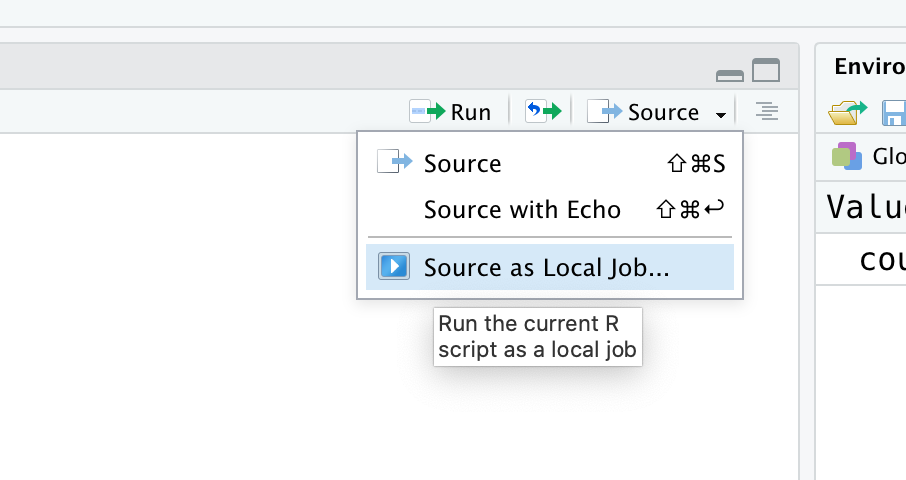 Enviro
Run
Source
Source ⇧⌘S
Glo
Source with Echo ⇧⌘↩
Valu
Source as Local Job...
cou
Run the current R
script as a local job